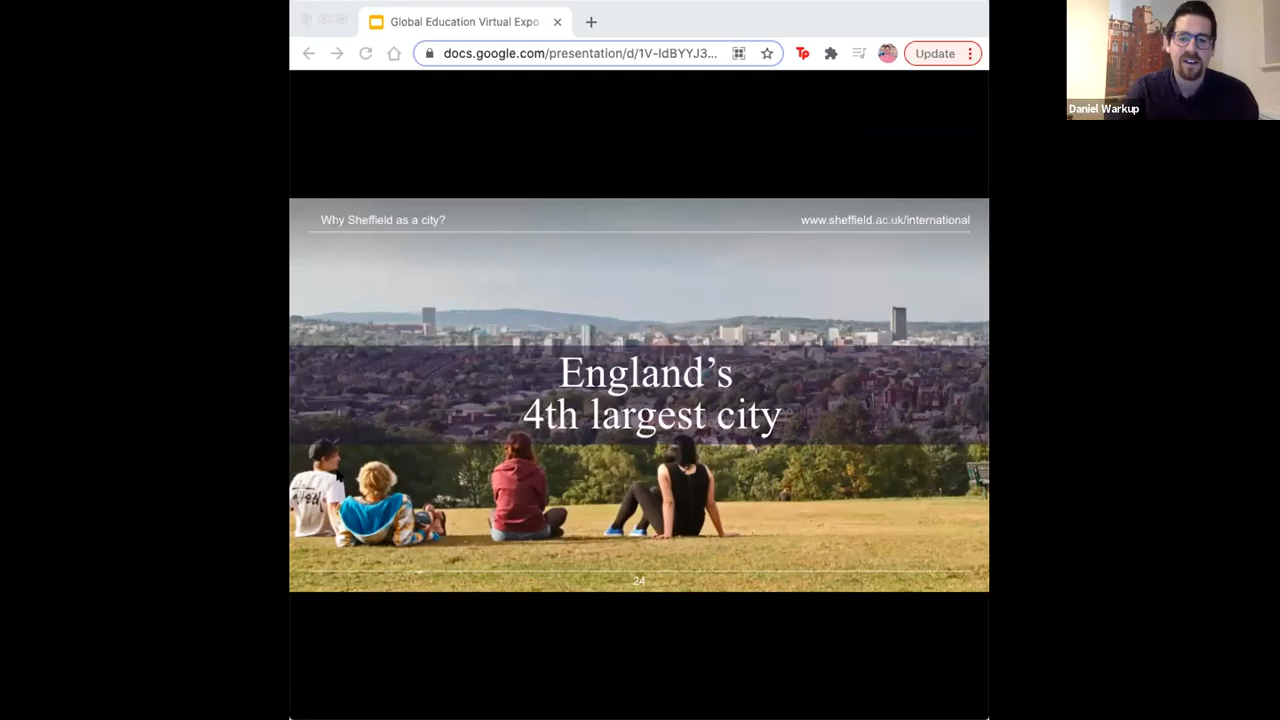 Global Education Virtual Expo
docs.google.com/presentation/d/1V-ldBYYJ3...
Tp
Update
Daniel Warkup
Why Sheffield as a city?
www.sheffield.ac.uk/international
England's
4th largest city
24